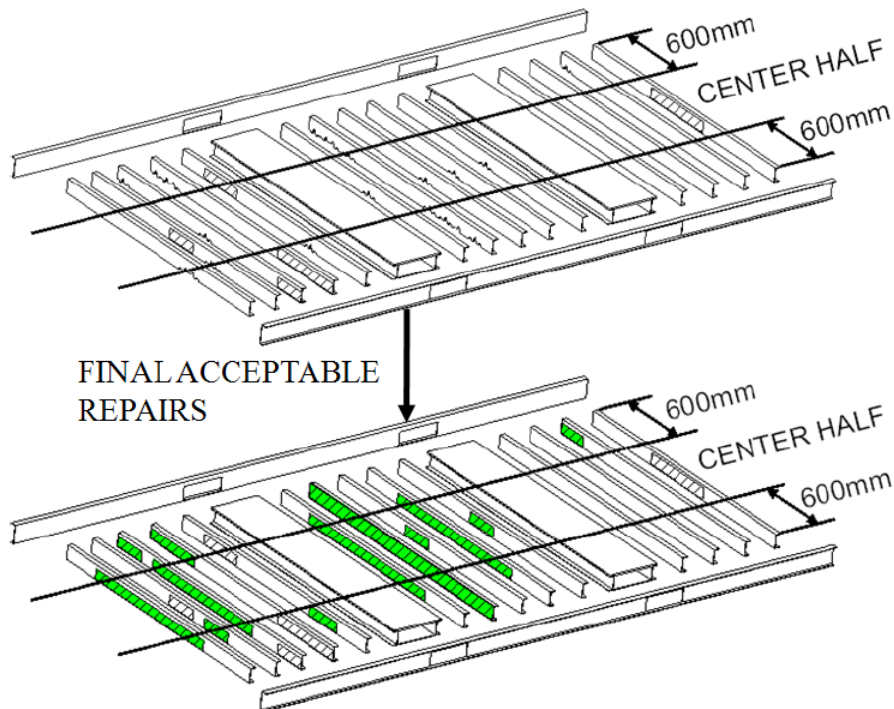 600mm
CENTER HALF
600mm
FINAL ACCEPTABLE
REPAIRS
600mm
CENTER HALF
600mm